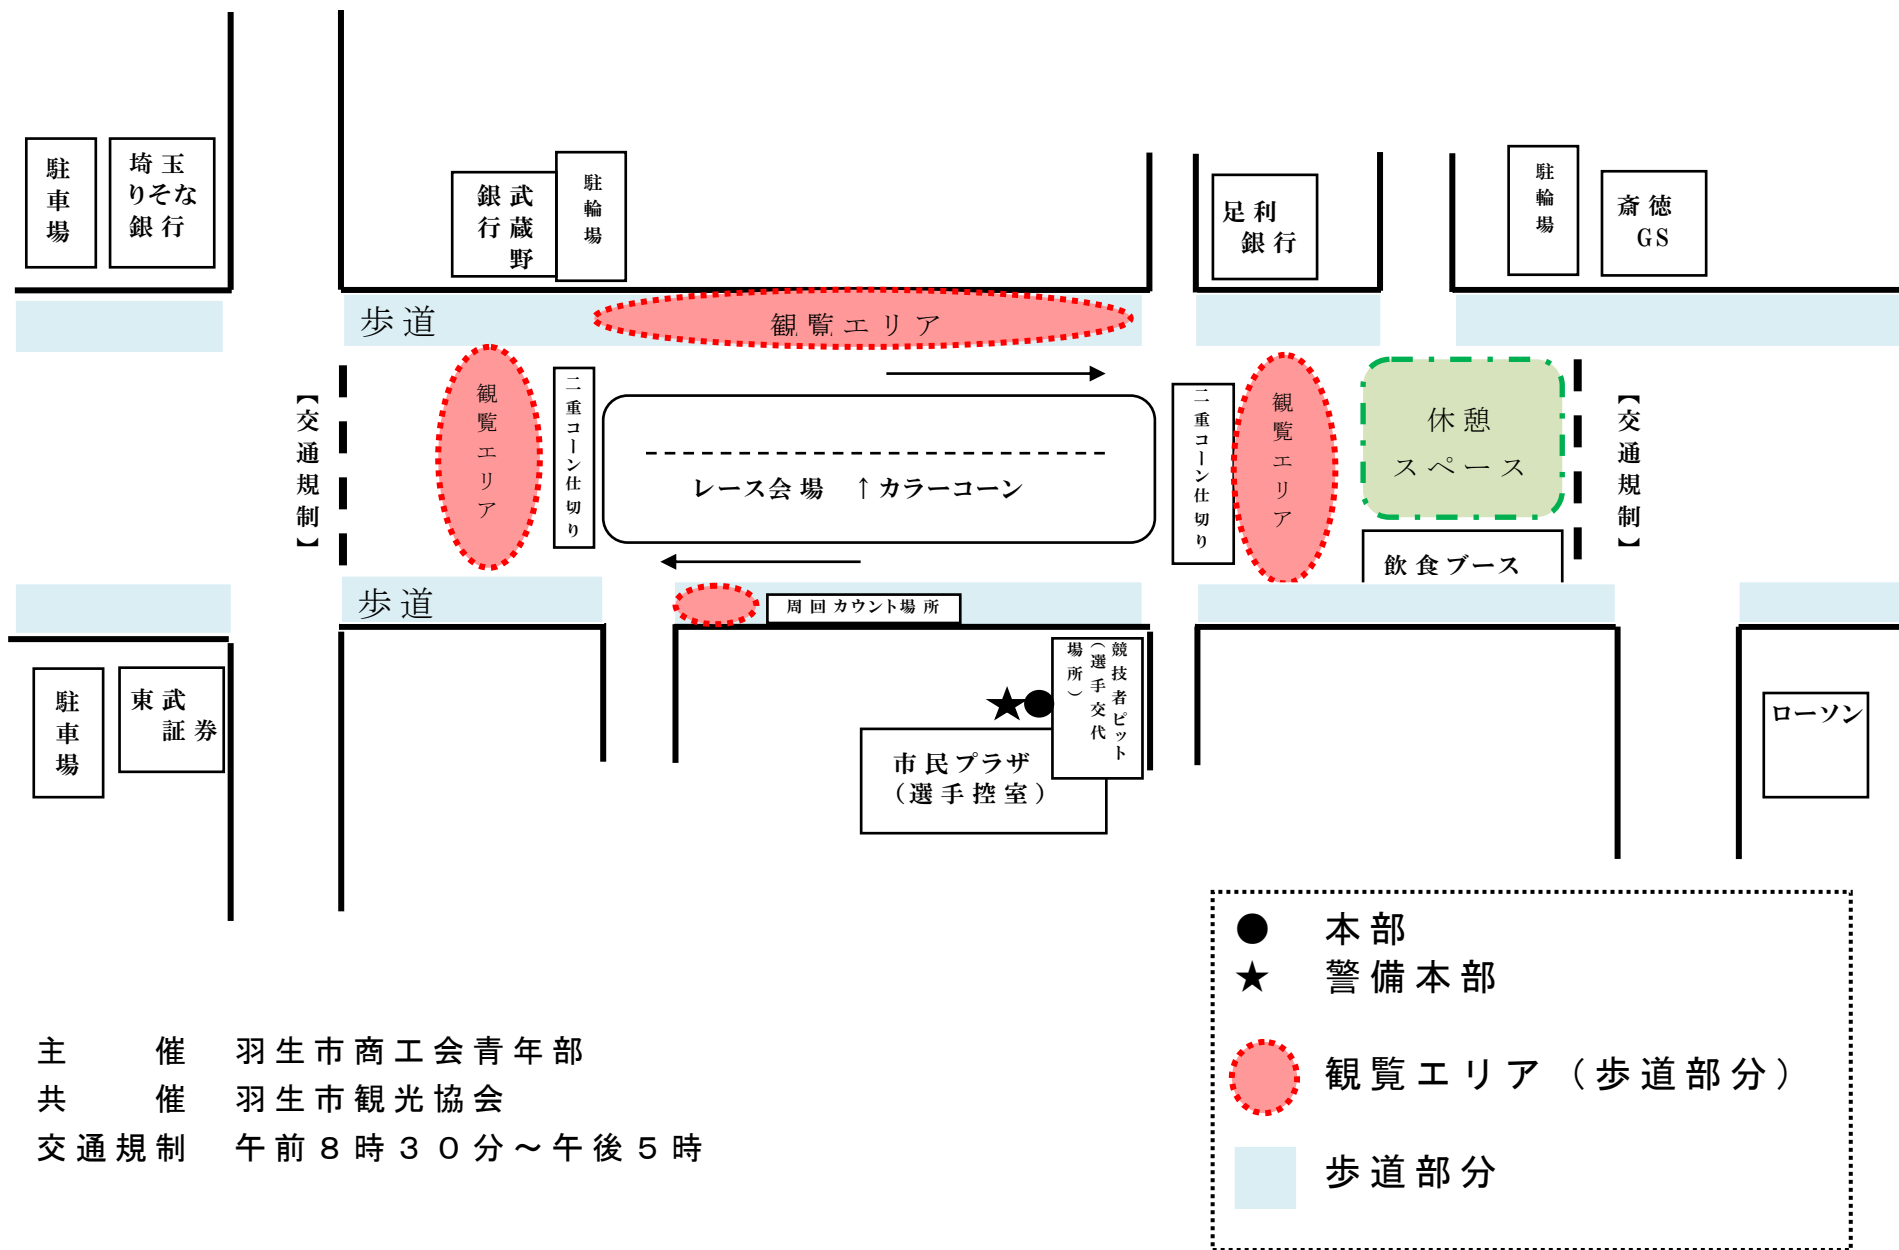 駐車場
埼玉
りそな
銀行
武蔵野
銀行
駐輪場
足利
銀行
駐輪場
斎徳
GS
歩道
観覧エリア
【交通規制】
観覧エリア
二重コーン仕切り
レース会場 ↑カラーコーン
二重コーン仕切り
観覧エリア
休憩
スペース
飲食ブース
【交通規制】
歩道
周回カウント場所
駐車場
東武
証券
競技者ピット
(選手交代
場所)
市民プラザ
(選手控室)
ローソン
● 本部
★ 警備本部
観覧エリア(歩道部分)
歩道部分
主 催 羽生市商工会青年部
共 催 羽生市観光協会
交通規制 午前8時30分~午後5時